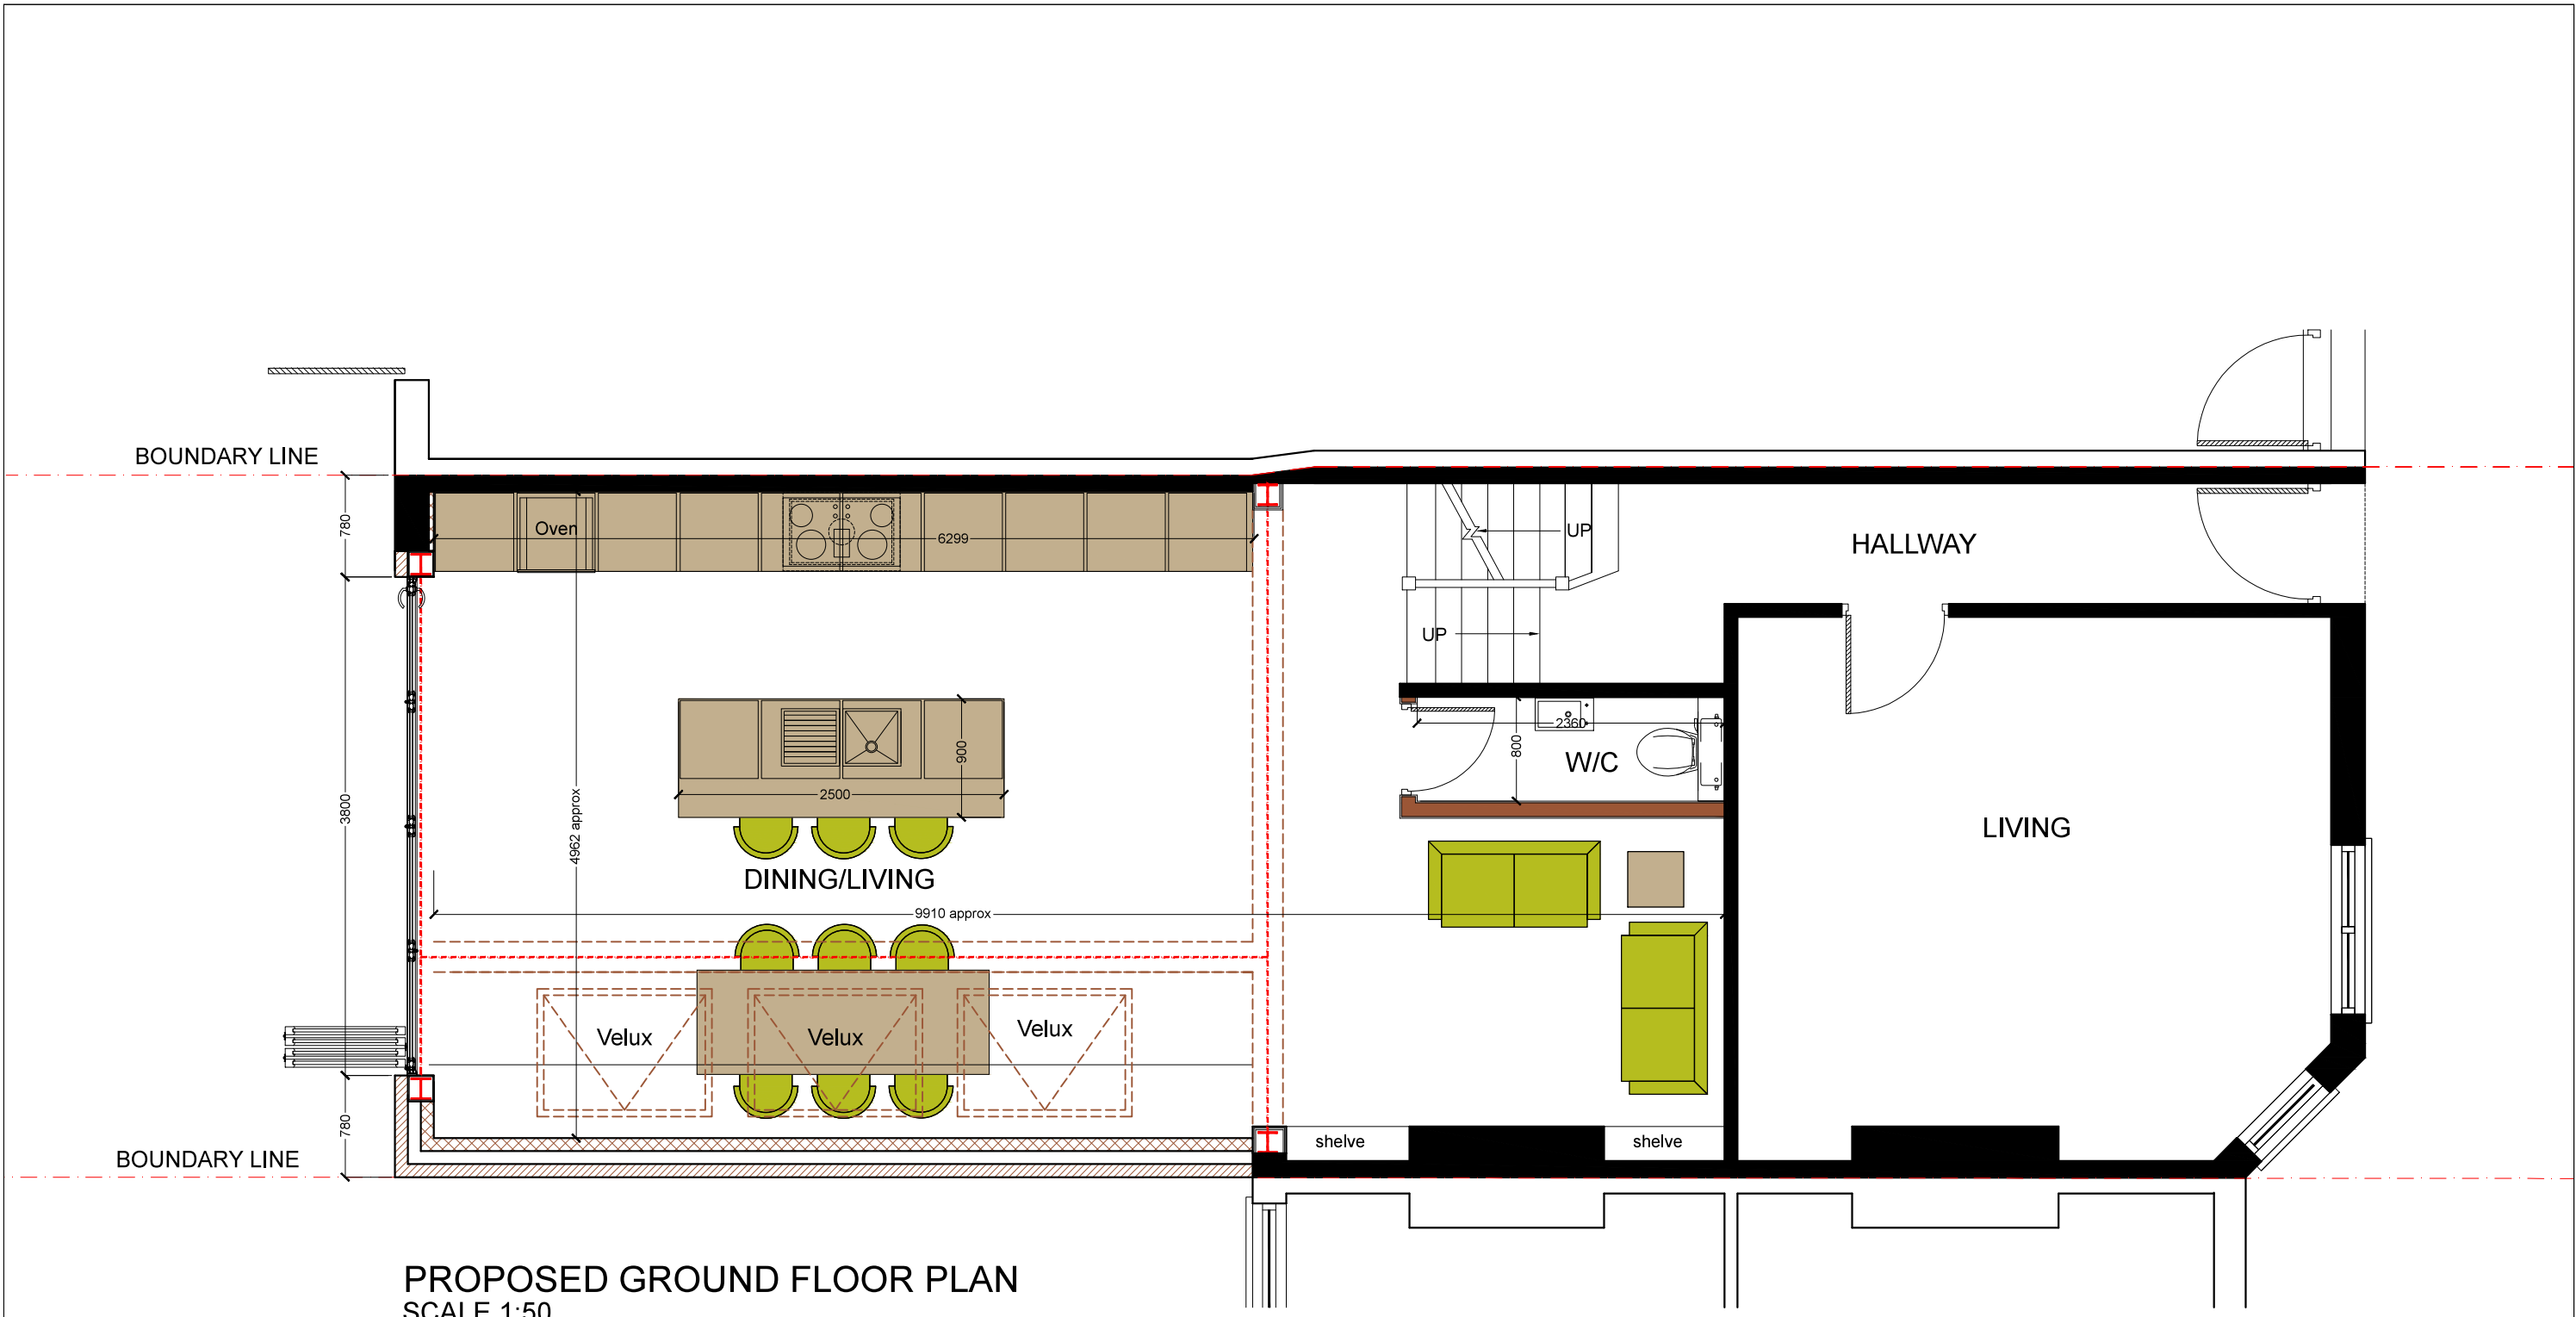 BOUNDARY LINE
780
Oven
6299
UP
HALLWAY
UP
3800
4962 approx
900
2500
2360
800
W/C
LIVING
DINING/LIVING
9910 approx
Velux
Velux
Velux
780
shelve
shelve
BOUNDARY LINE
PROPOSED GROUND FLOOR PLAN
SCALE 1:50